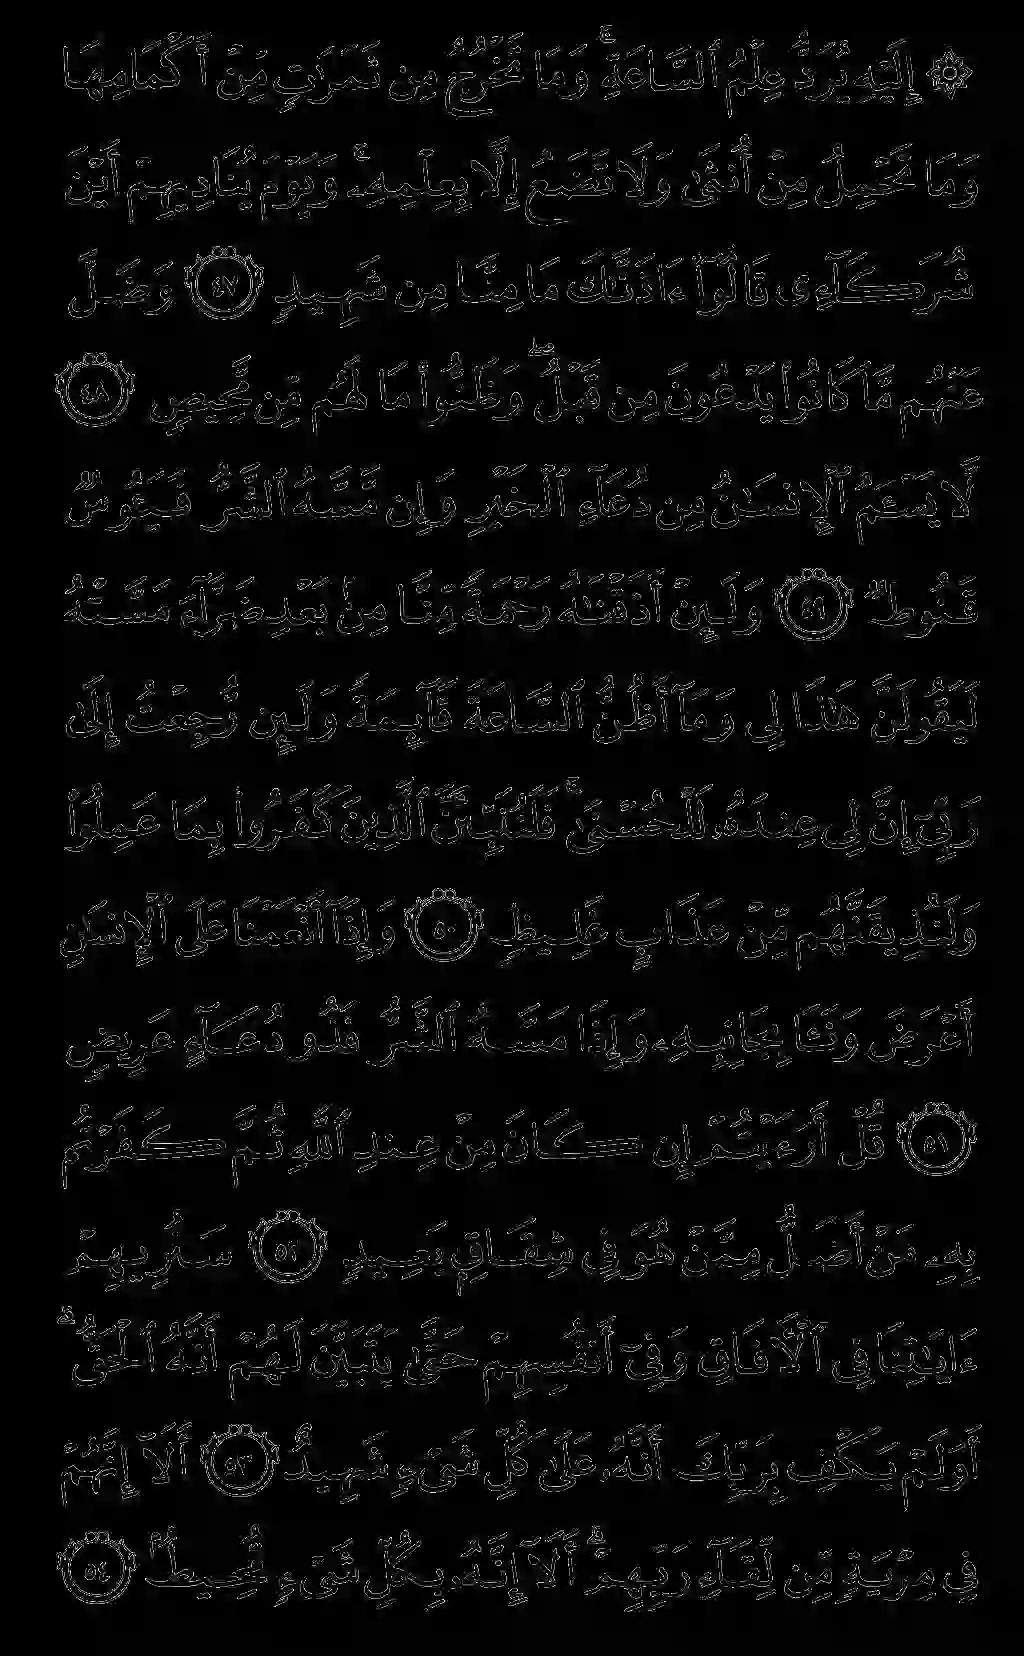 ۞ إِلَيْهِ يُرَدُّ عِلْمُ ٱلسَّاعَةِ ۚ وَمَا تَخْرُجُ مِن ثَمَرَٰتٍ مِّنْ أَكْمَامِهَا
وَمَا تَحْمِلُ مِنْ أُنثَىٰ وَلَا تَضَعُ إِلَّا بِعِلْمِهِۦ ۚ وَيَوْمَ يُنَادِيهِمْ أَيْنَ
شُرَكَآءِى قَالُوٓا۟ ءَاذَنَّٰكَ مَا مِنَّا مِن شَهِيدٍ ٤٧ وَضَلَّ
عَنْهُم مَّا كَانُوا۟ يَدْعُونَ مِن قَبْلُ ۖ وَظَنُّوا۟ مَا لَهُم مِّن مَّحِيصٍ ٤٨
لَّا يَسْـَٔمُ ٱلْإِنسَٰنُ مِن دُعَآءِ ٱلْخَيْرِ وَإِن مَّسَّهُ ٱلشَّرُّ فَيَـُٔوسٌ
قَنُوطٌ ٤٩ وَلَئِنْ أَذَقْنَٰهُ رَحْمَةً مِّنَّا مِنۢ بَعْدِ ضَرَّآءَ مَسَّتْهُ
لَيَقُولَنَّ هَٰذَا لِى وَمَآ أَظُنُّ ٱلسَّاعَةَ قَآئِمَةً وَلَئِن رُّجِعْتُ إِلَىٰ
رَبِّىٓ إِنَّ لِى عِندَهُۥ لَلْحُسْنَىٰ ۚ فَلَنُنَبِّئَنَّ ٱلَّذِينَ كَفَرُوا۟ بِمَا عَمِلُوا۟
وَلَنُذِيقَنَّهُم مِّنْ عَذَابٍ غَلِيظٍ ٥٠ وَإِذَآ أَنْعَمْنَا عَلَى ٱلْإِنسَٰنِ
أَعْرَضَ وَنَـَٔا بِجَانِبِهِۦ وَإِذَا مَسَّهُ ٱلشَّرُّ فَذُو دُعَآءٍ عَرِيضٍ
٥١ قُلْ أَرَءَيْتُمْ إِن كَانَ مِنْ عِندِ ٱللَّهِ ثُمَّ كَفَرْتُم
بِهِۦ مَنْ أَضَلُّ مِمَّنْ هُوَ فِى شِقَاقٍۭ بَعِيدٍ ٥٢ سَنُرِيهِمْ
ءَايَٰتِنَا فِى ٱلْءَافَاقِ وَفِىٓ أَنفُسِهِمْ حَتَّىٰ يَتَبَيَّنَ لَهُمْ أَنَّهُ ٱلْحَقُّ ۗ
أَوَلَمْ يَكْفِ بِرَبِّكَ أَنَّهُۥ عَلَىٰ كُلِّ شَىْءٍ شَهِيدٌ ٥٣ أَلَآ إِنَّهُمْ
فِى مِرْيَةٍ مِّن لِّقَآءِ رَبِّهِمْ ۗ أَلَآ إِنَّهُۥ بِكُلِّ شَىْءٍ مُّحِيطٌۢ ٥٤